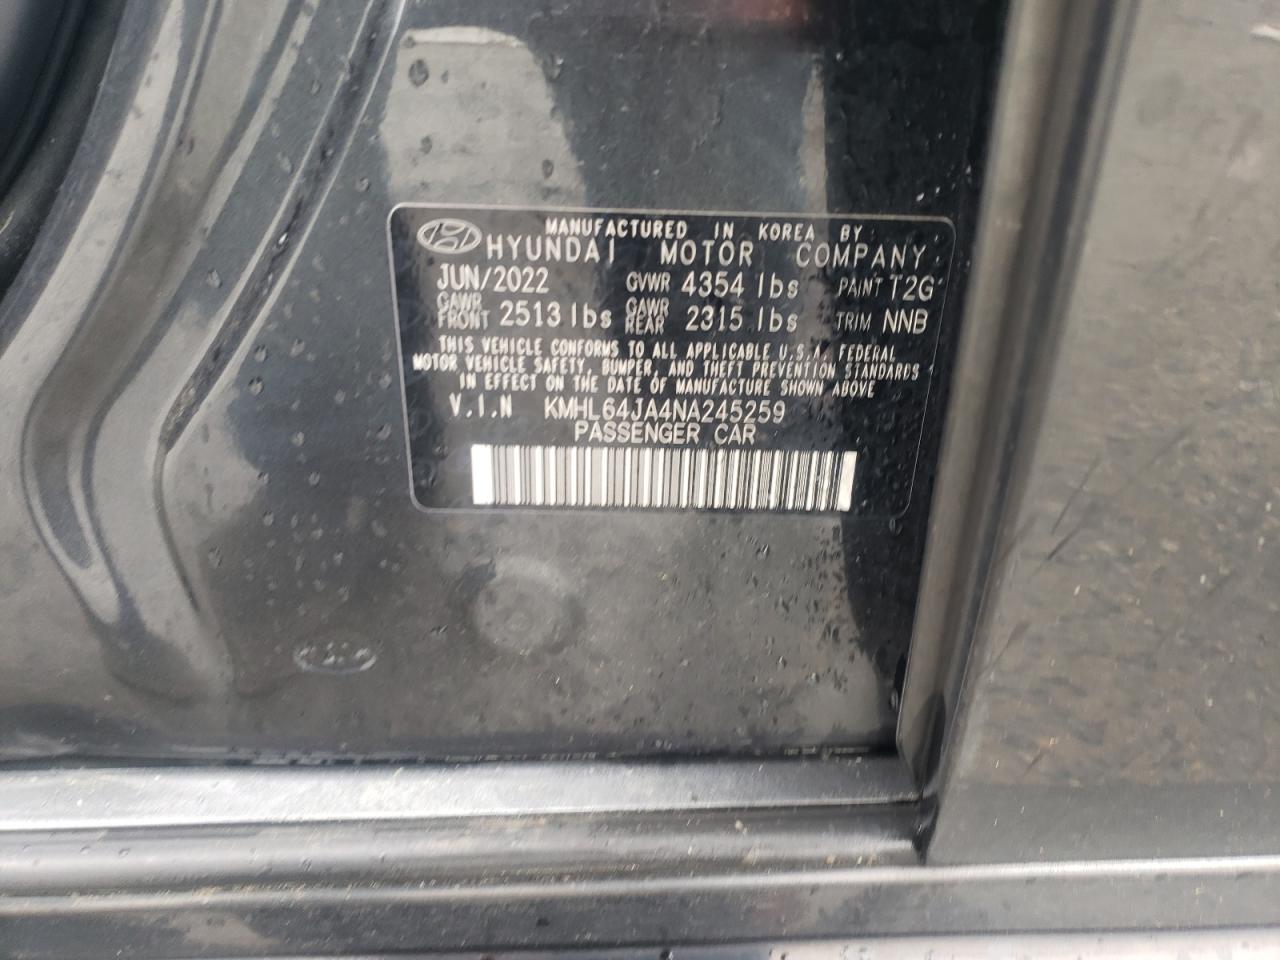 MANUFACTURED IN KOREA BY
HYUNDAI MOTOR COMPANY
JUN/2022 GVWR 4354 lbs PAINT T2G
GAWR FRONT 2513 lbs GAWR REAR 2315 lbs TRIM NNB
THIS VEHICLE CONFORMS TO ALL APPLICABLE U.S.A. FEDERAL
MOTOR VEHICLE SAFETY, BUMPER, AND THEFT PREVENTION STANDARDS
IN EFFECT ON THE DATE OF MANUFACTURE SHOWN ABOVE
V.I.N KMHL64JA4NA245259
PASSENGER CAR